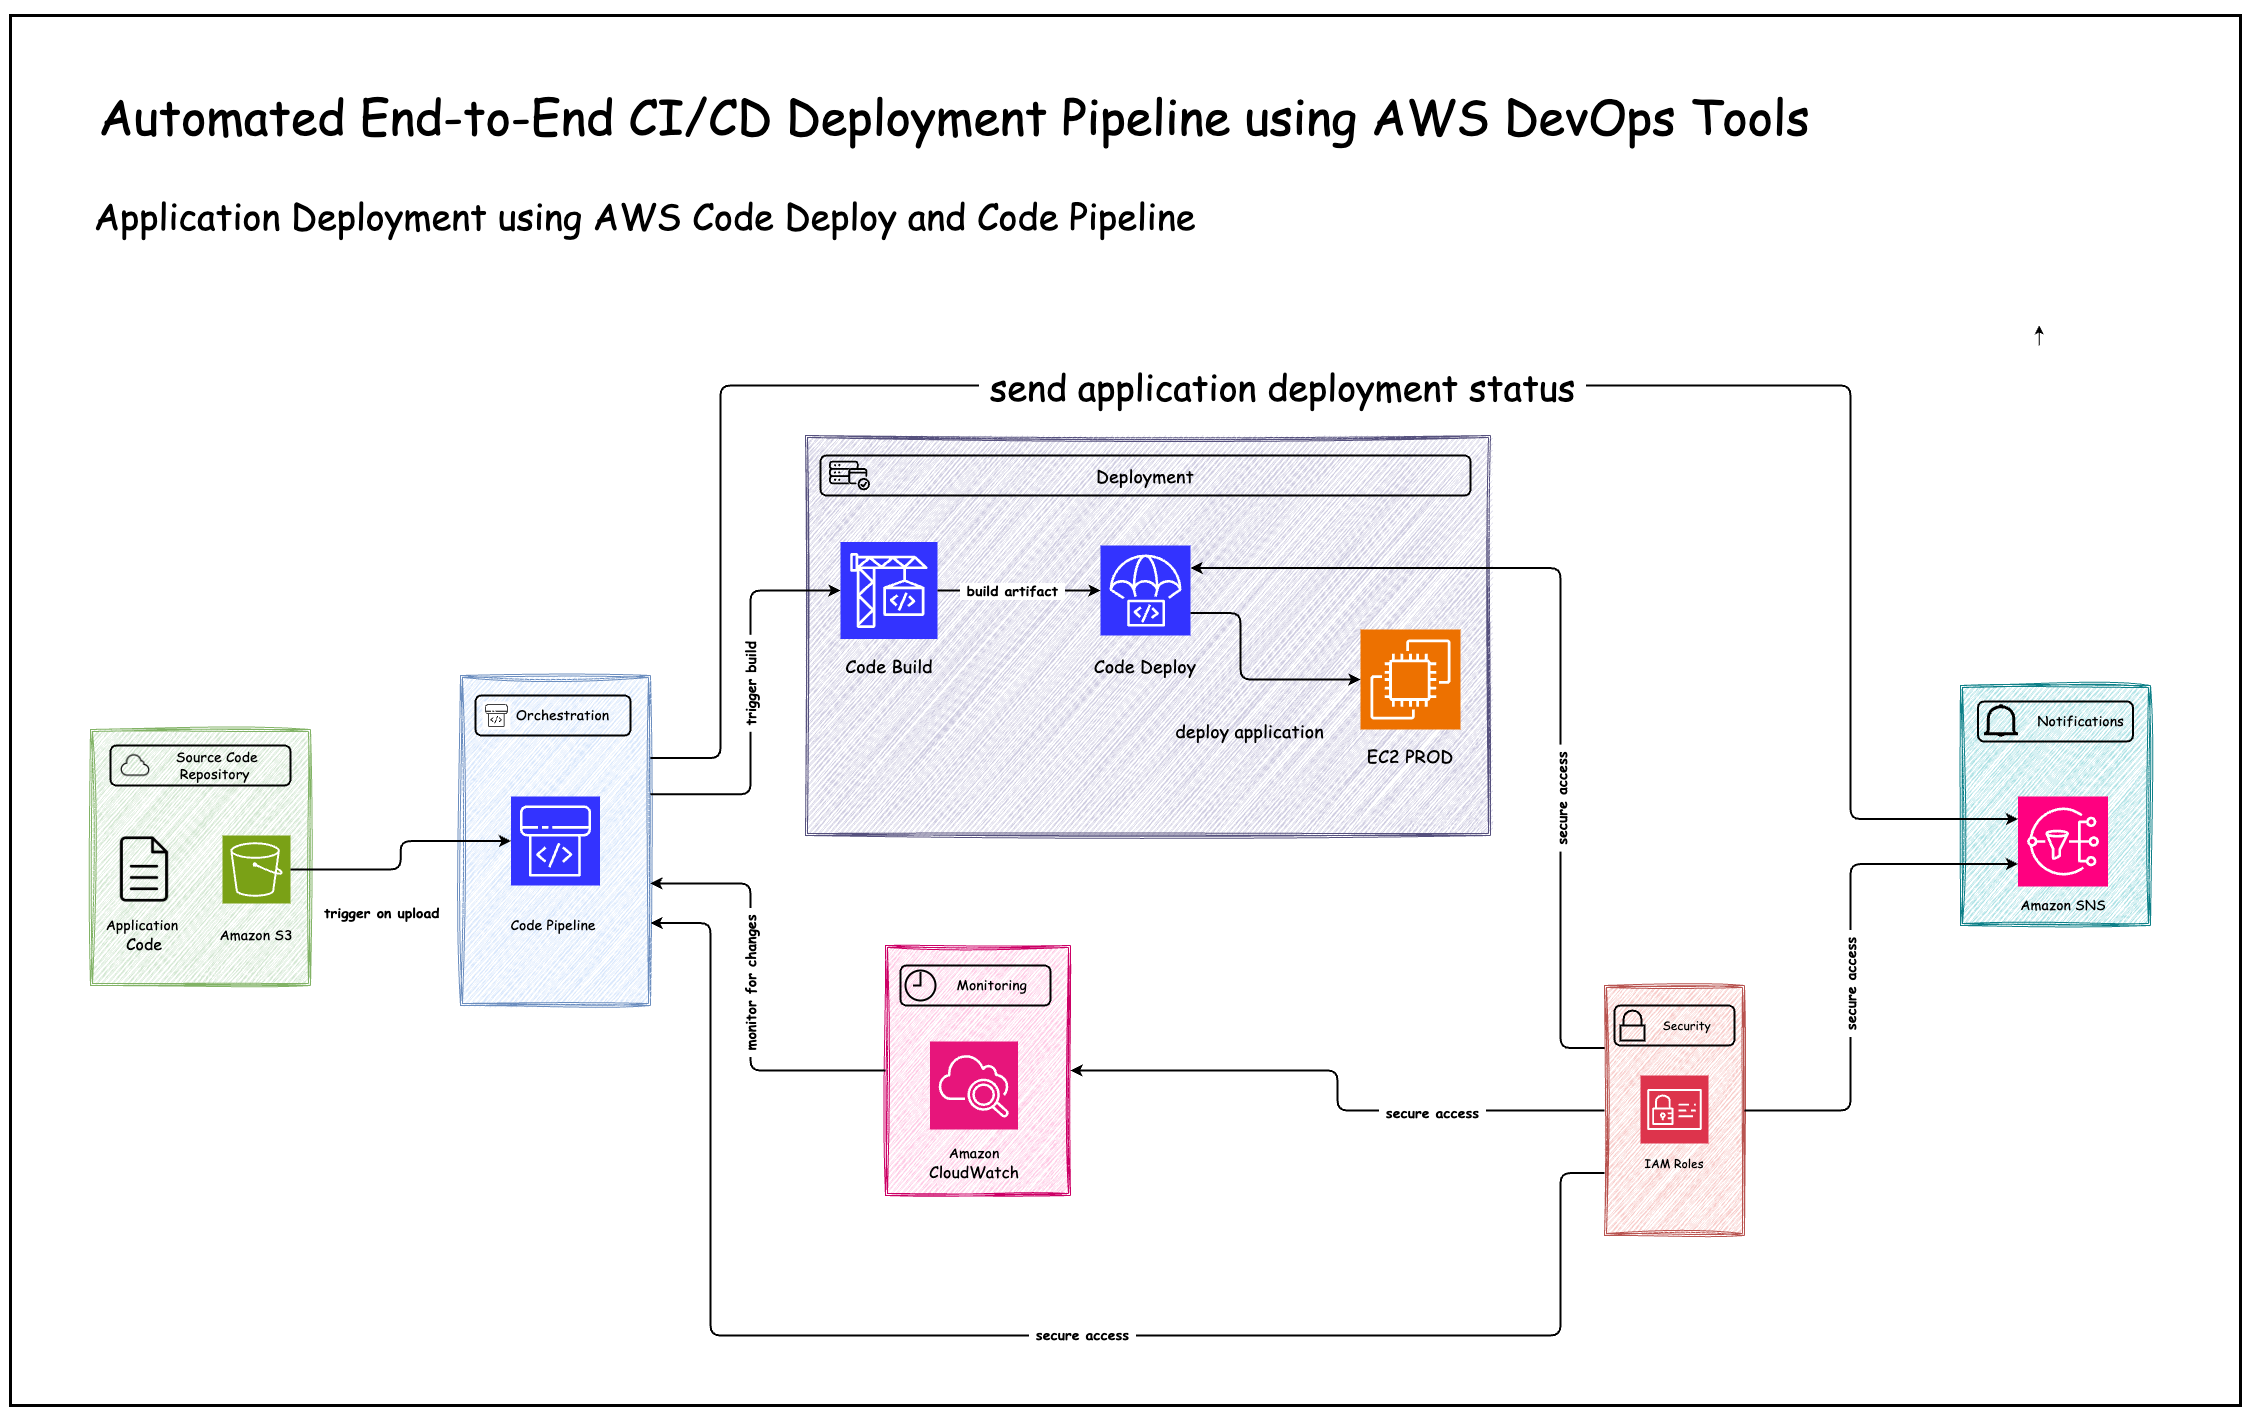 Automated End-to-End CI/CD Deployment Pipeline using AWS DevOps Tools
Application Deployment using AWS Code Deploy and Code Pipeline
send application deployment status
Deployment
build artifact
Code Build
Code Deploy
deploy application
EC2 PROD
trigger build
Orchestration
Code Pipeline
Source Code
Repository
Application
Code
Amazon S3
trigger on upload
monitor for changes
Monitoring
Amazon
CloudWatch
secure access
secure access
secure access
Security
IAM Roles
secure access
Notifications
Amazon SNS